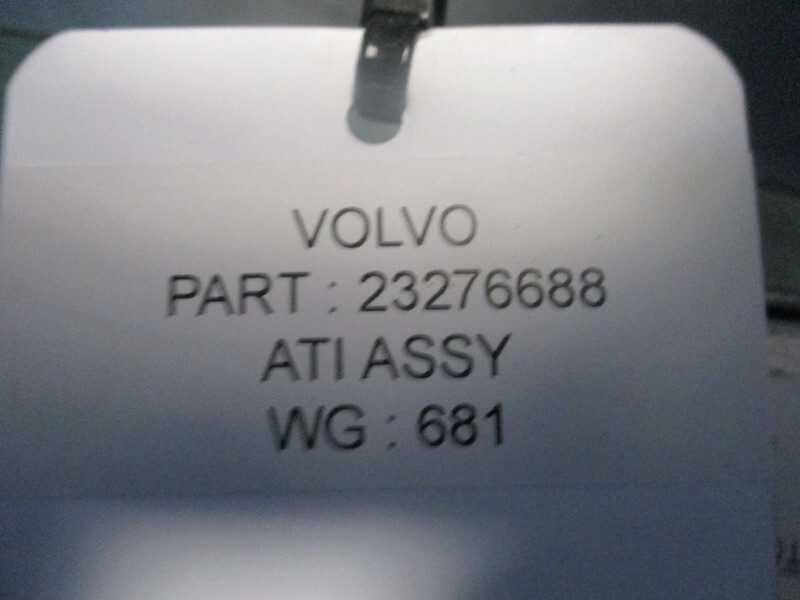 VOLVO
PART : 23276688
ATI ASSY
WG : 681